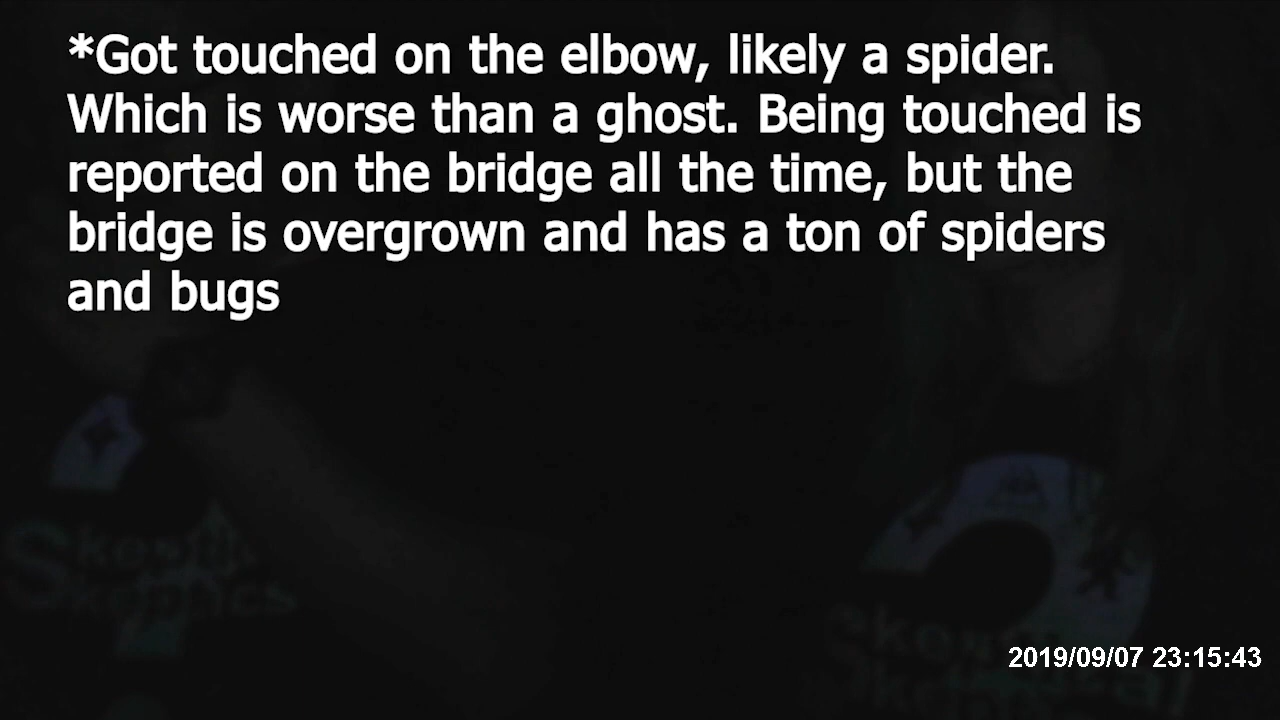 *Got touched on the elbow, likely a spider.
Which is worse than a ghost. Being touched is
reported on the bridge all the time, but the
bridge is overgrown and has a ton of spiders
and bugs
2019/09/07 23:15:43